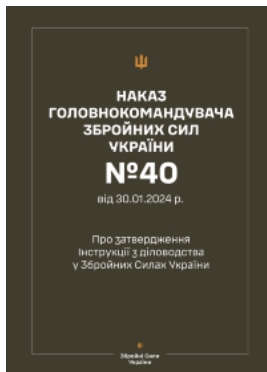 НАКАЗ
ГОЛОВНОКОМАНДУВАЧА
ЗБРОЙНИХ СИЛ
УКРАЇНИ
№40
від 30.01.2024 р.
Про затвердження
Інструкції з діловодства
у Збройних Силах України
Збройні Сили
України